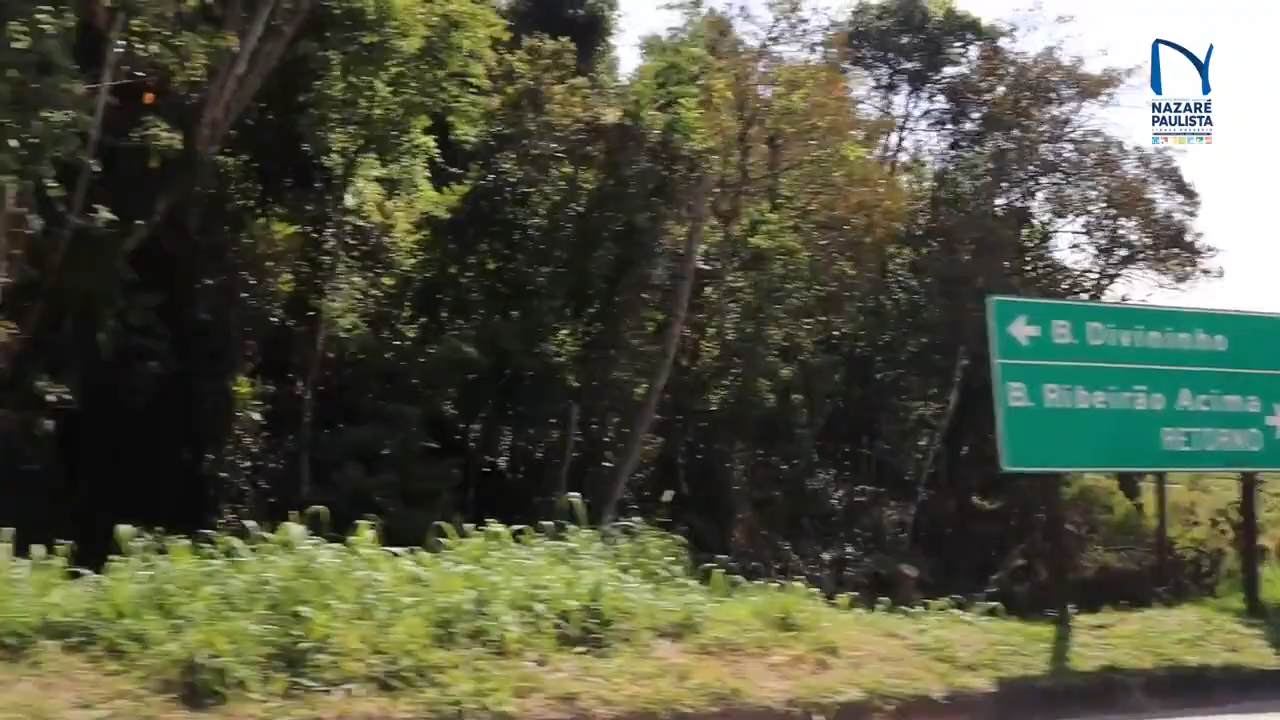 NAZARÉ
PAULISTA
B. Divininho
B. Ribeirão Acima
RETORNO